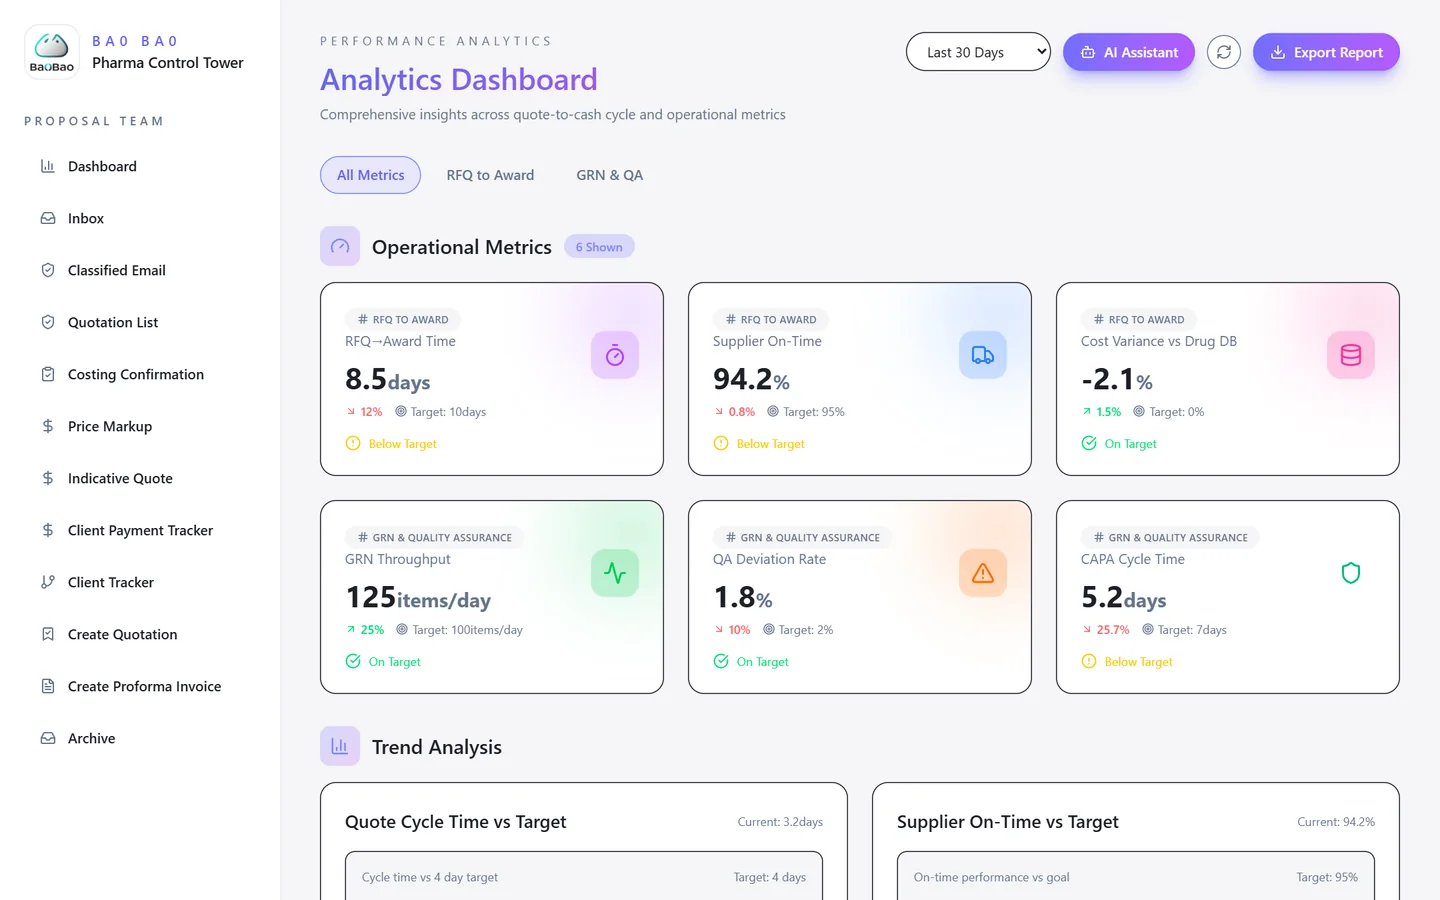 BaoBao
BAO BAO
Pharma Control Tower
PROPOSAL TEAM
Dashboard
Inbox
Classified Email
Quotation List
Costing Confirmation
Price Markup
Indicative Quote
Client Payment Tracker
Client Tracker
Create Quotation
Create Proforma Invoice
Archive
PERFORMANCE ANALYTICS
Analytics Dashboard
Comprehensive insights across quote-to-cash cycle and operational metrics
Last 30 Days
AI Assistant
Export Report
All Metrics RFQ to Award GRN & QA
Operational Metrics 6 Shown
# RFQ TO AWARD
RFQ→Award Time
8.5days
↘ 12% Target: 10days
Below Target
# RFQ TO AWARD
Supplier On-Time
94.2%
↘ 0.8% Target: 95%
Below Target
# RFQ TO AWARD
Cost Variance vs Drug DB
-2.1%
↗ 1.5% Target: 0%
On Target
# GRN & QUALITY ASSURANCE
GRN Throughput
125items/day
↗ 25% Target: 100items/day
On Target
# GRN & QUALITY ASSURANCE
QA Deviation Rate
1.8%
↘ 10% Target: 2%
On Target
# GRN & QUALITY ASSURANCE
CAPA Cycle Time
5.2days
↘ 25.7% Target: 7days
Below Target
Trend Analysis
Quote Cycle Time vs Target Current: 3.2days
Cycle time vs 4 day target Target: 4 days
Supplier On-Time vs Target Current: 94.2%
On-time performance vs goal Target: 95%